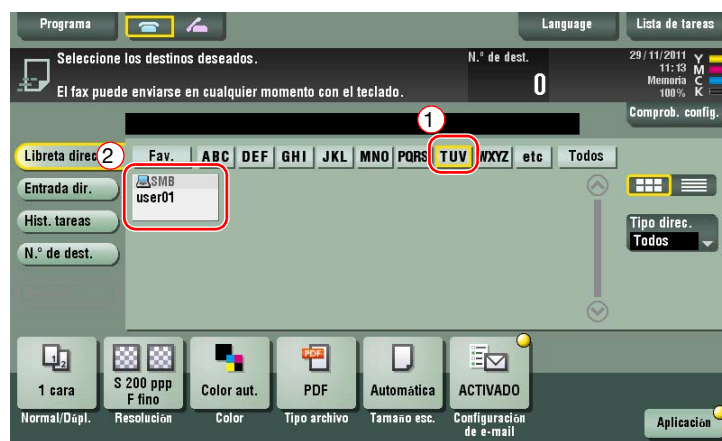 Programa
Language
Lista de tareas
Seleccione los destinos deseados.
N.º de dest.
0
El fax puede enviarse en cualquier momento con el teclado.
29/11/2011
11:13
Memoria
100%
Y
M
C
K
Comprob. config.
1
Libreta direc
2
Fav.
ABC
DEF
GHI
JKL
MNO
PQRS
TUV
WXYZ
etc
Todos
Entrada dir.
SMB
user01
Hist. tareas
Tipo direc.
Todos
N.º de dest.
1 2
PDF
1 cara
S 200 ppp
F fino
Color aut.
PDF
Automática
ACTIVADO
Normal/Dúpl.
Resolución
Color
Tipo archivo
Tamaño esc.
Configuración
de e-mail
Aplicación